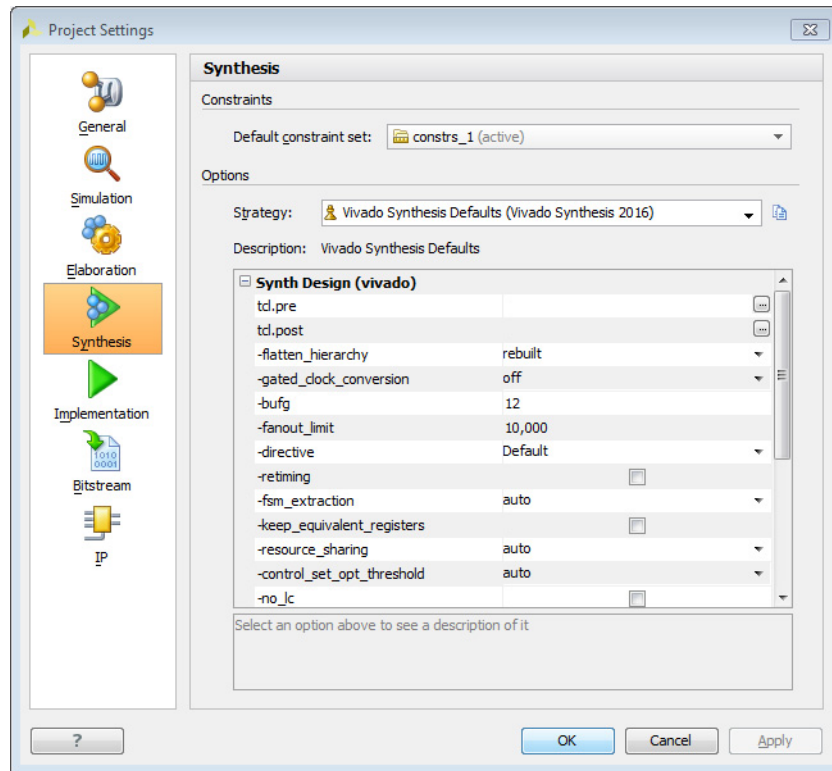 Project Settings
General
Simulation
Elaboration
Synthesis
Implementation
1010
0001
Bitstream
IP
Synthesis
Constraints
Default constraint set: constrs_1 (active)
Options
Strategy: Vivado Synthesis Defaults (Vivado Synthesis 2016)
Description: Vivado Synthesis Defaults
Synth Design (vivado)
tcl.pre ...
tcl.post ...
-flatten_hierarchy rebuilt
-gated_clock_conversion off
-bufg 12
-fanout_limit 10,000
-directive Default
-retiming
-fsm_extraction auto
-keep_equivalent_registers
-resource_sharing auto
-control_set_opt_threshold auto
-no_lc
Select an option above to see a description of it
? OK Cancel Apply